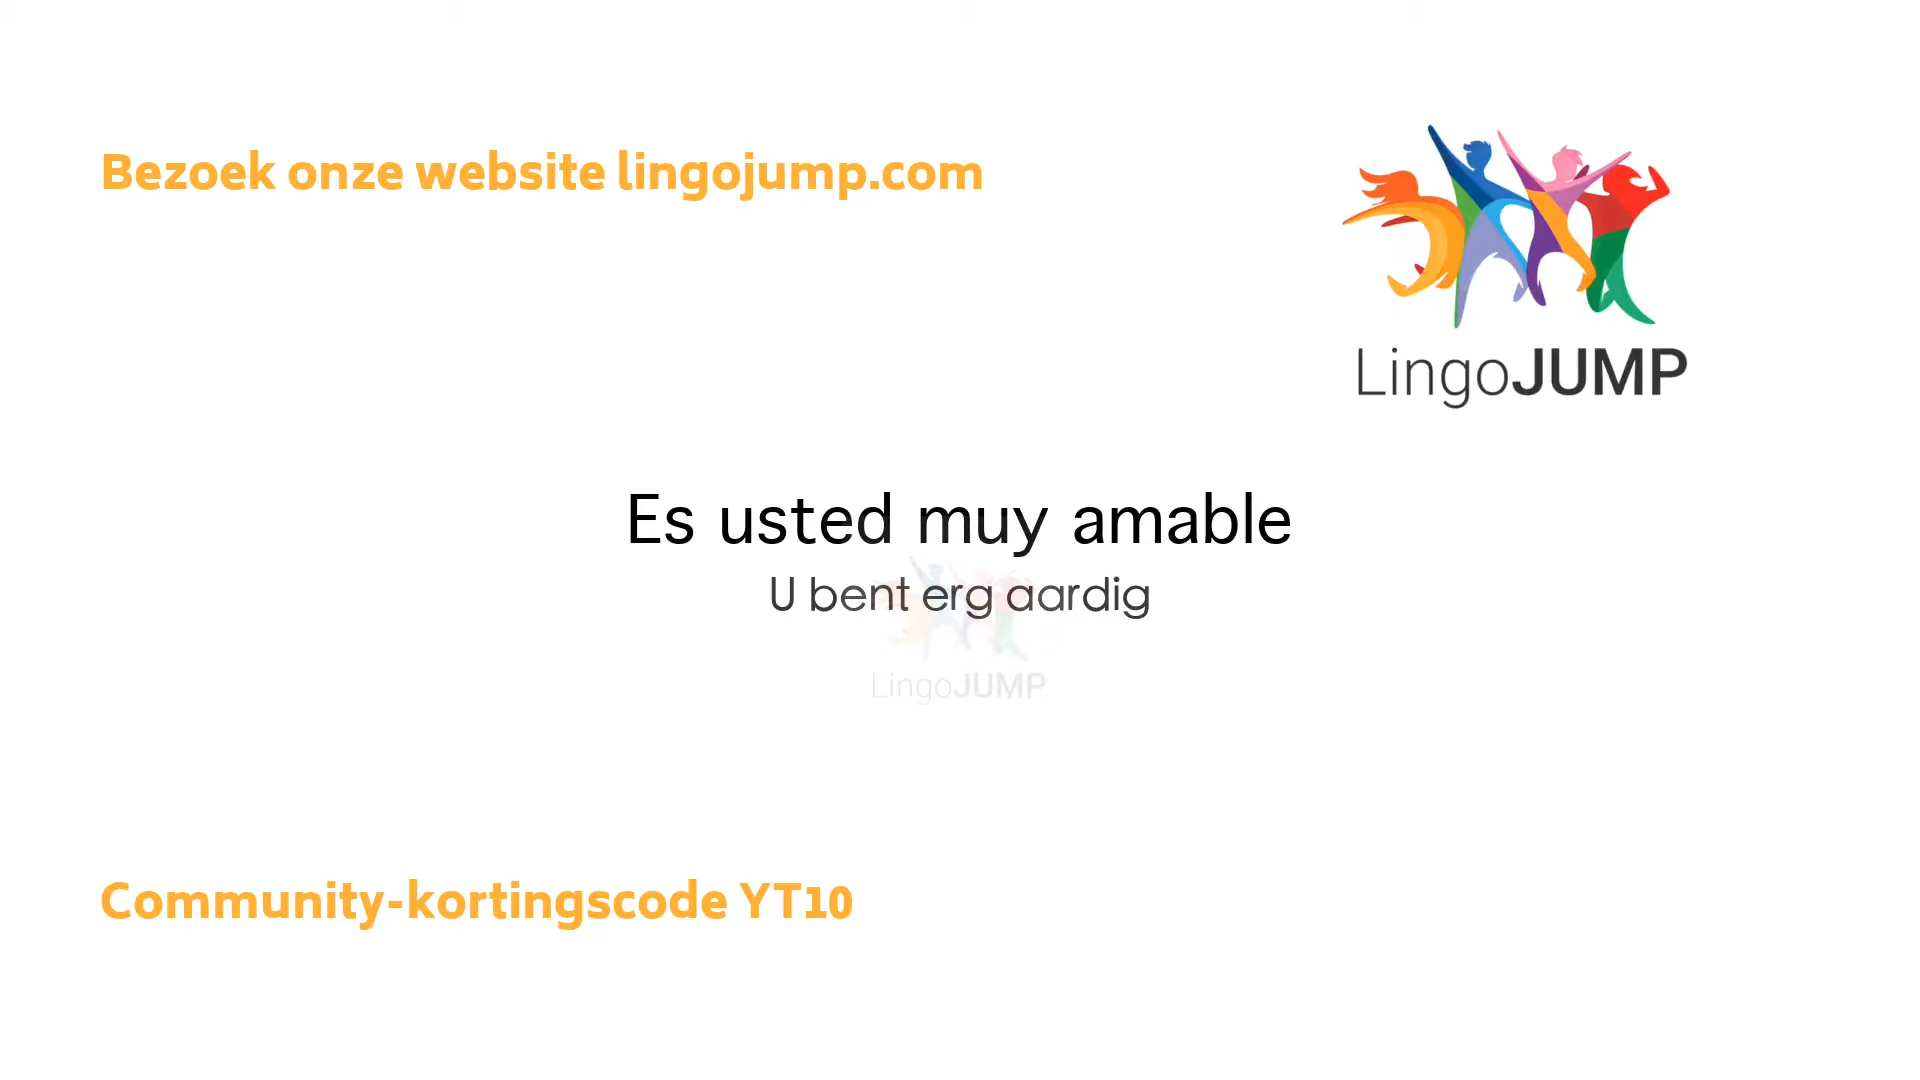 Bezoek onze website lingojump.com
LingoJUMP
Es usted muy amable
U bent erg aardig
LingoJUMP
Community-kortingscode YT10